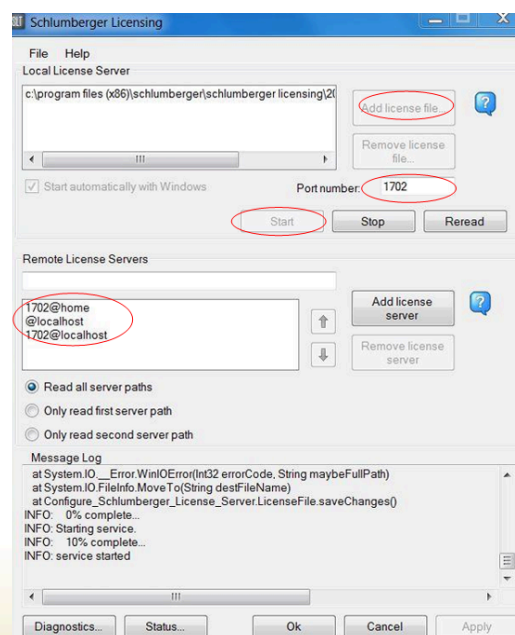 SLT Schlumberger Licensing
File Help
Local License Server
c:\program files (x86)\schlumberger\schlumberger licensing\20
Add license file...
Remove license
file...
Start automatically with Windows
Port number: 1702
Start Stop Reread
Remote License Servers
1702@home
@localhost
1702@localhost
Add license
server
Remove license
server
Read all server paths
Only read first server path
Only read second server path
Message Log
at System.IO.__Error.WinIOError(Int32 errorCode, String maybeFullPath)
at System.IO.FileInfo.MoveTo(String destFileName)
at Configure_Schlumberger_License_Server.LicenseFile.saveChanges()
INFO: 0% complete...
INFO: Starting service.
INFO: 10% complete...
INFO: service started
Diagnostics... Status... Ok Cancel Apply